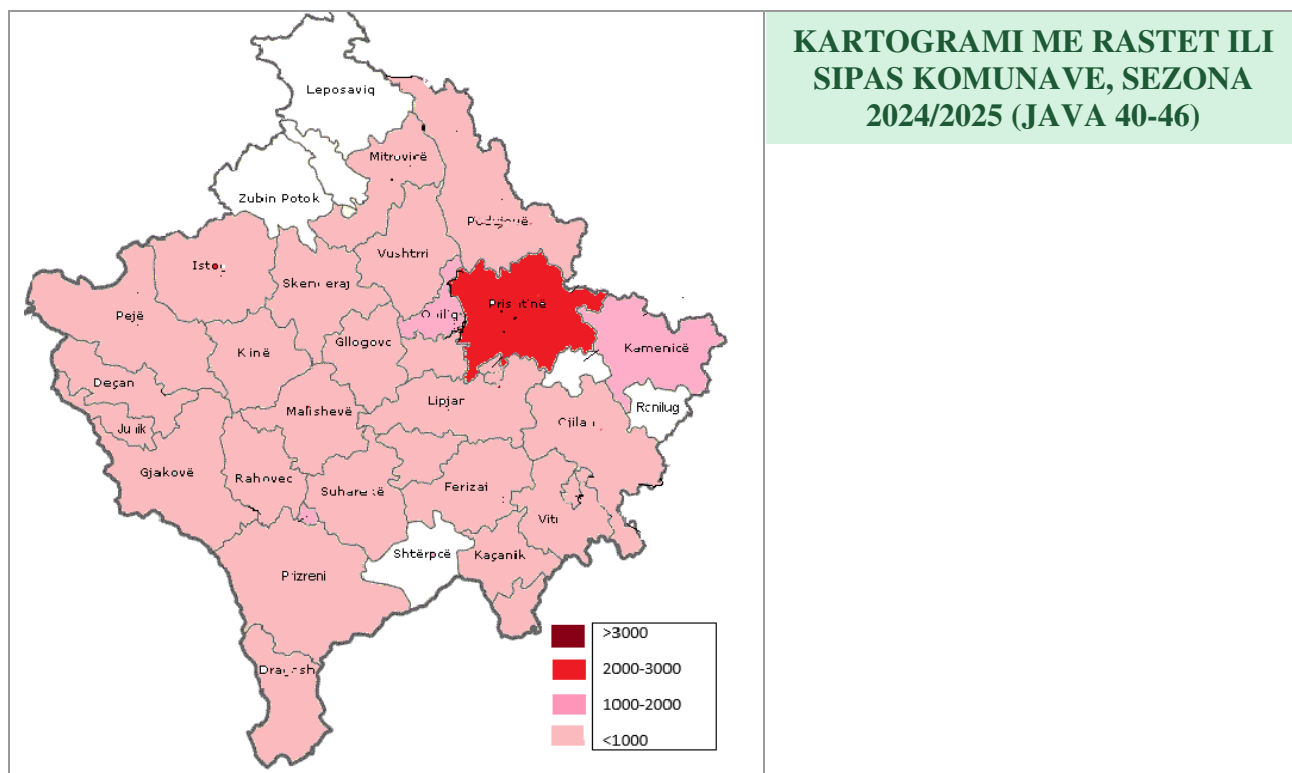 KARTOGRAMI ME RASTET ILI
SIPAS KOMUNAVE, SEZONA
2024/2025 (JAVA 40-46)
Leposaviq
Mitrovicë
Zubin Potok
Vushtrri
Skenderaj
Prishtinë
Pejë
Gllogovc
Kamenicë
Deçan
Malishevë
Lipjan
Junik
Gjakovë
Rahovec
Ferizai
Viti
Shtërpcë
Kaçanik
Prizreni
>3000
2000-3000
1000-2000
<1000